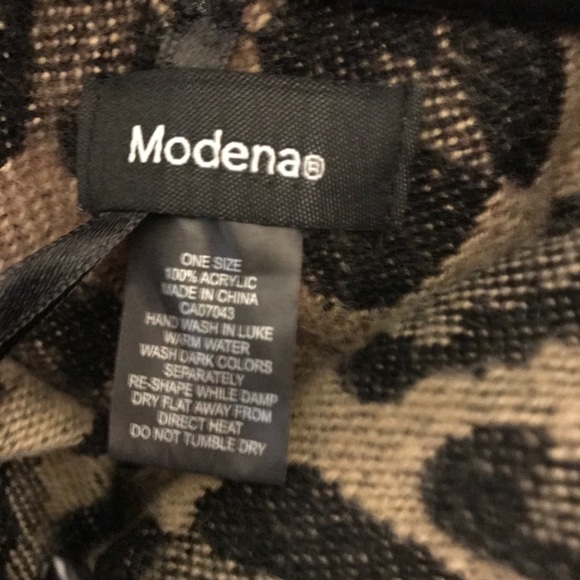 Modena®
ONE SIZE
100% ACRYLIC
MADE IN CHINA
CA07043
HAND WASH IN LUKE
WARM WATER
WASH DARK COLORS
SEPARATELY
RE-SHAPE WHILE DAMP
DRY FLAT AWAY FROM
DIRECT HEAT
DO NOT TUMBLE DRY